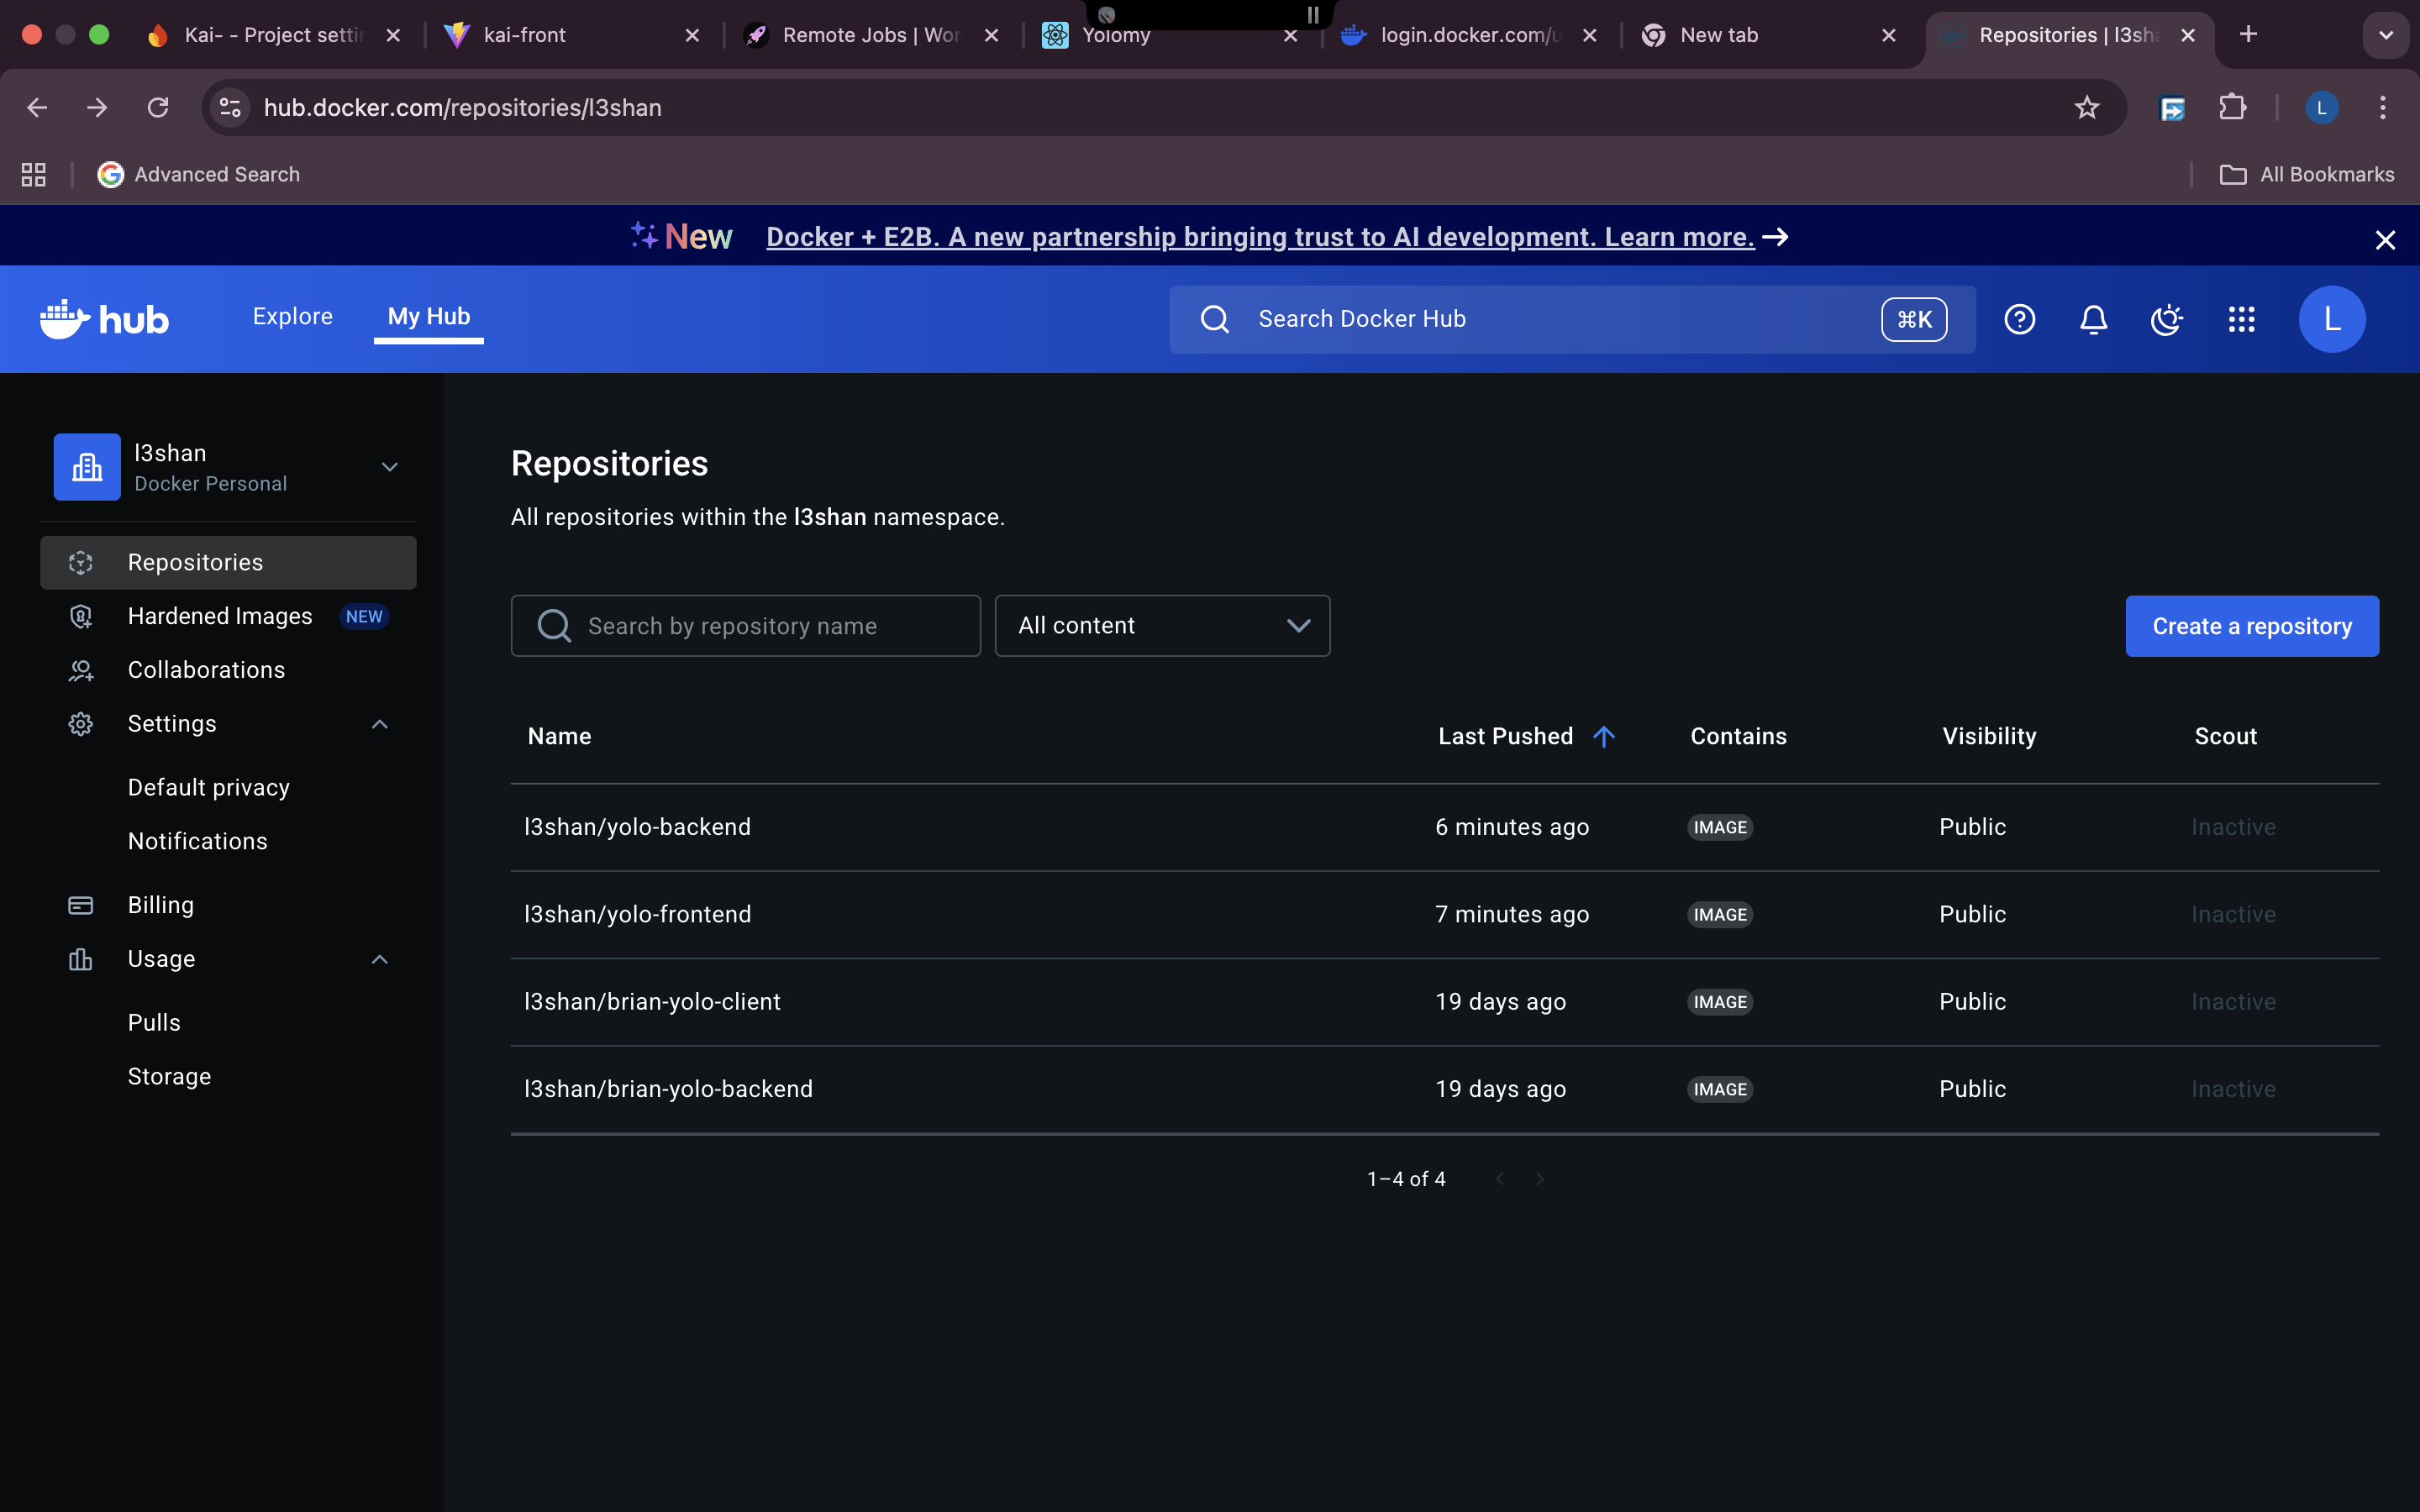 Kai- - Project settin
kai-front
Remote Jobs | Wor
Yolomy
login.docker.com/u
New tab
Repositories | l3sha
hub.docker.com/repositories/l3shan
L
Advanced Search
All Bookmarks
New Docker + E2B. A new partnership bringing trust to AI development. Learn more.
hub
Explore
My Hub
Search Docker Hub
⌘K
L
l3shan
Docker Personal
Repositories
Hardened Images NEW
Collaborations
Settings
Default privacy
Notifications
Billing
Usage
Pulls
Storage
Repositories
All repositories within the l3shan namespace.
Search by repository name
All content
Create a repository
Name Last Pushed Contains Visibility Scout
l3shan/yolo-backend 6 minutes ago IMAGE Public Inactive
l3shan/yolo-frontend 7 minutes ago IMAGE Public Inactive
l3shan/brian-yolo-client 19 days ago IMAGE Public Inactive
l3shan/brian-yolo-backend 19 days ago IMAGE Public Inactive
1–4 of 4